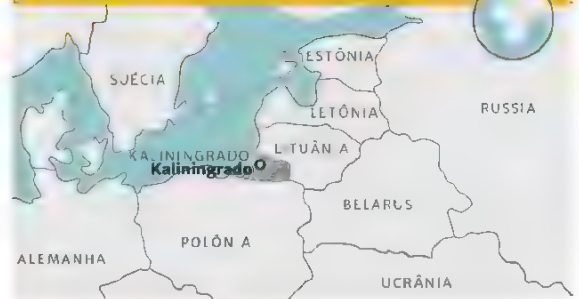 ESTÔNIA
SUÉCIA
RUSSIA
LETÔNIA
LITUÂNIA
KALININGRADO
Kaliningrado
BELARUS
POLÔNIA
ALEMANHA
UCRÂNIA